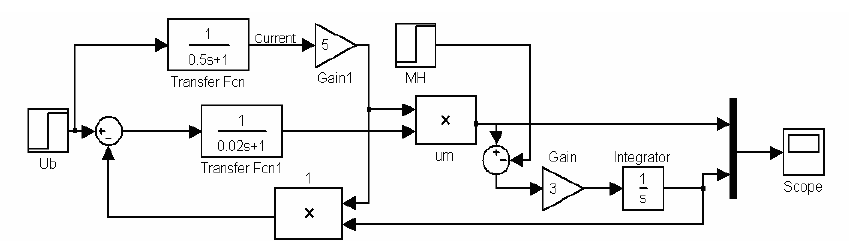 1
0.5s+1
Transfer Fcn
Current
5
Gain1
MH
Ub
+
-
1
0.02s+1
Transfer Fcn1
x
um
+
-
Gain
3
Integrator
1
s
Scope
1
x